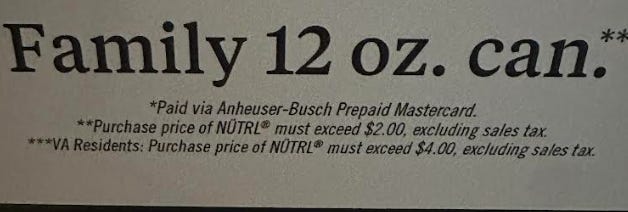 Family 12 oz. can.**
*Paid via Anheuser-Busch Prepaid Mastercard.
**Purchase price of NÜTRL® must exceed $2.00, excluding sales tax.
***VA Residents: Purchase price of NÜTRL® must exceed $4.00, excluding sales tax.